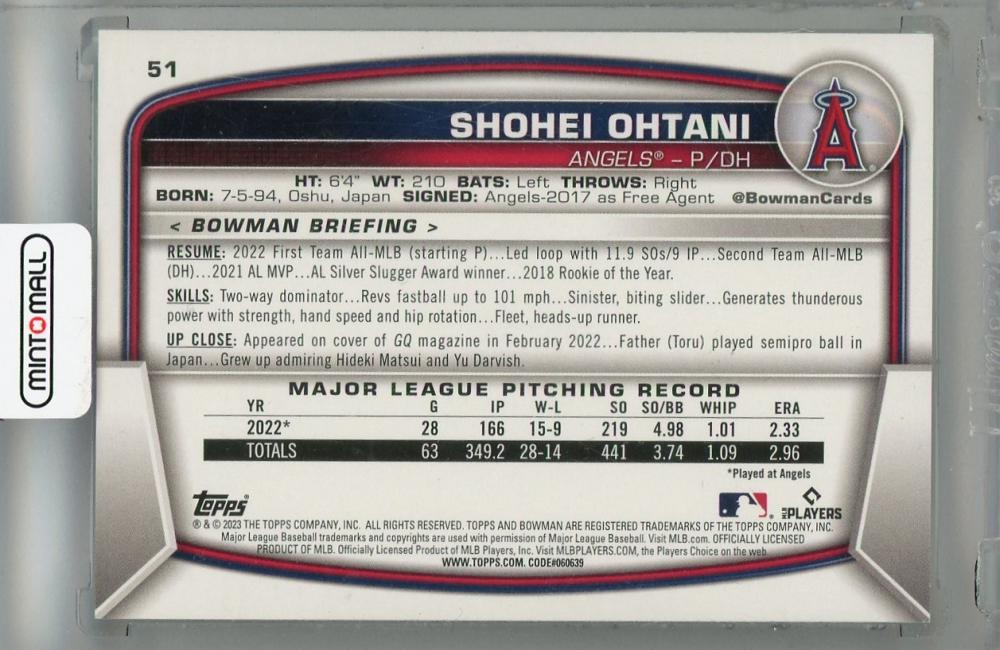 51
SHOHEI OHTANI
ANGELS® – P/DH
HT: 6'4" WT: 210 BATS: Left THROWS: Right
BORN: 7-5-94, Oshu, Japan SIGNED: Angels-2017 as Free Agent @BowmanCards
< BOWMAN BRIEFING >
RESUME: 2022 First Team All-MLB (starting P)...Led loop with 11.9 SOs/9 IP...Second Team All-MLB
(DH)...2021 AL MVP...AL Silver Slugger Award winner...2018 Rookie of the Year.
SKILLS: Two-way dominator...Revs fastball up to 101 mph...Sinister, biting slider...Generates thunderous
power with strength, hand speed and hip rotation...Fleet, heads-up runner.
UP CLOSE: Appeared on cover of GQ magazine in February 2022...Father (Toru) played semipro ball in
Japan...Grew up admiring Hideki Matsui and Yu Darvish.
MAJOR LEAGUE PITCHING RECORD
YR G IP W-L SO SO/BB WHIP ERA
2022* 28 166 15-9 219 4.98 1.01 2.33
TOTALS 63 349.2 28-14 441 3.74 1.09 2.96
*Played at Angels
Topps
MLB PLAYERS
® & © 2023 THE TOPPS COMPANY, INC. ALL RIGHTS RESERVED. TOPPS AND BOWMAN ARE REGISTERED TRADEMARKS OF THE TOPPS COMPANY, INC.
Major League Baseball trademarks and copyrights are used with permission of Major League Baseball. Visit MLB.com. OFFICIALLY LICENSED
PRODUCT OF MLB. Officially Licensed Product of MLB Players, Inc. Visit MLBPLAYERS.COM, the Players Choice on the web.
WWW.TOPPS.COM. CODE#060639
MINTOMALL